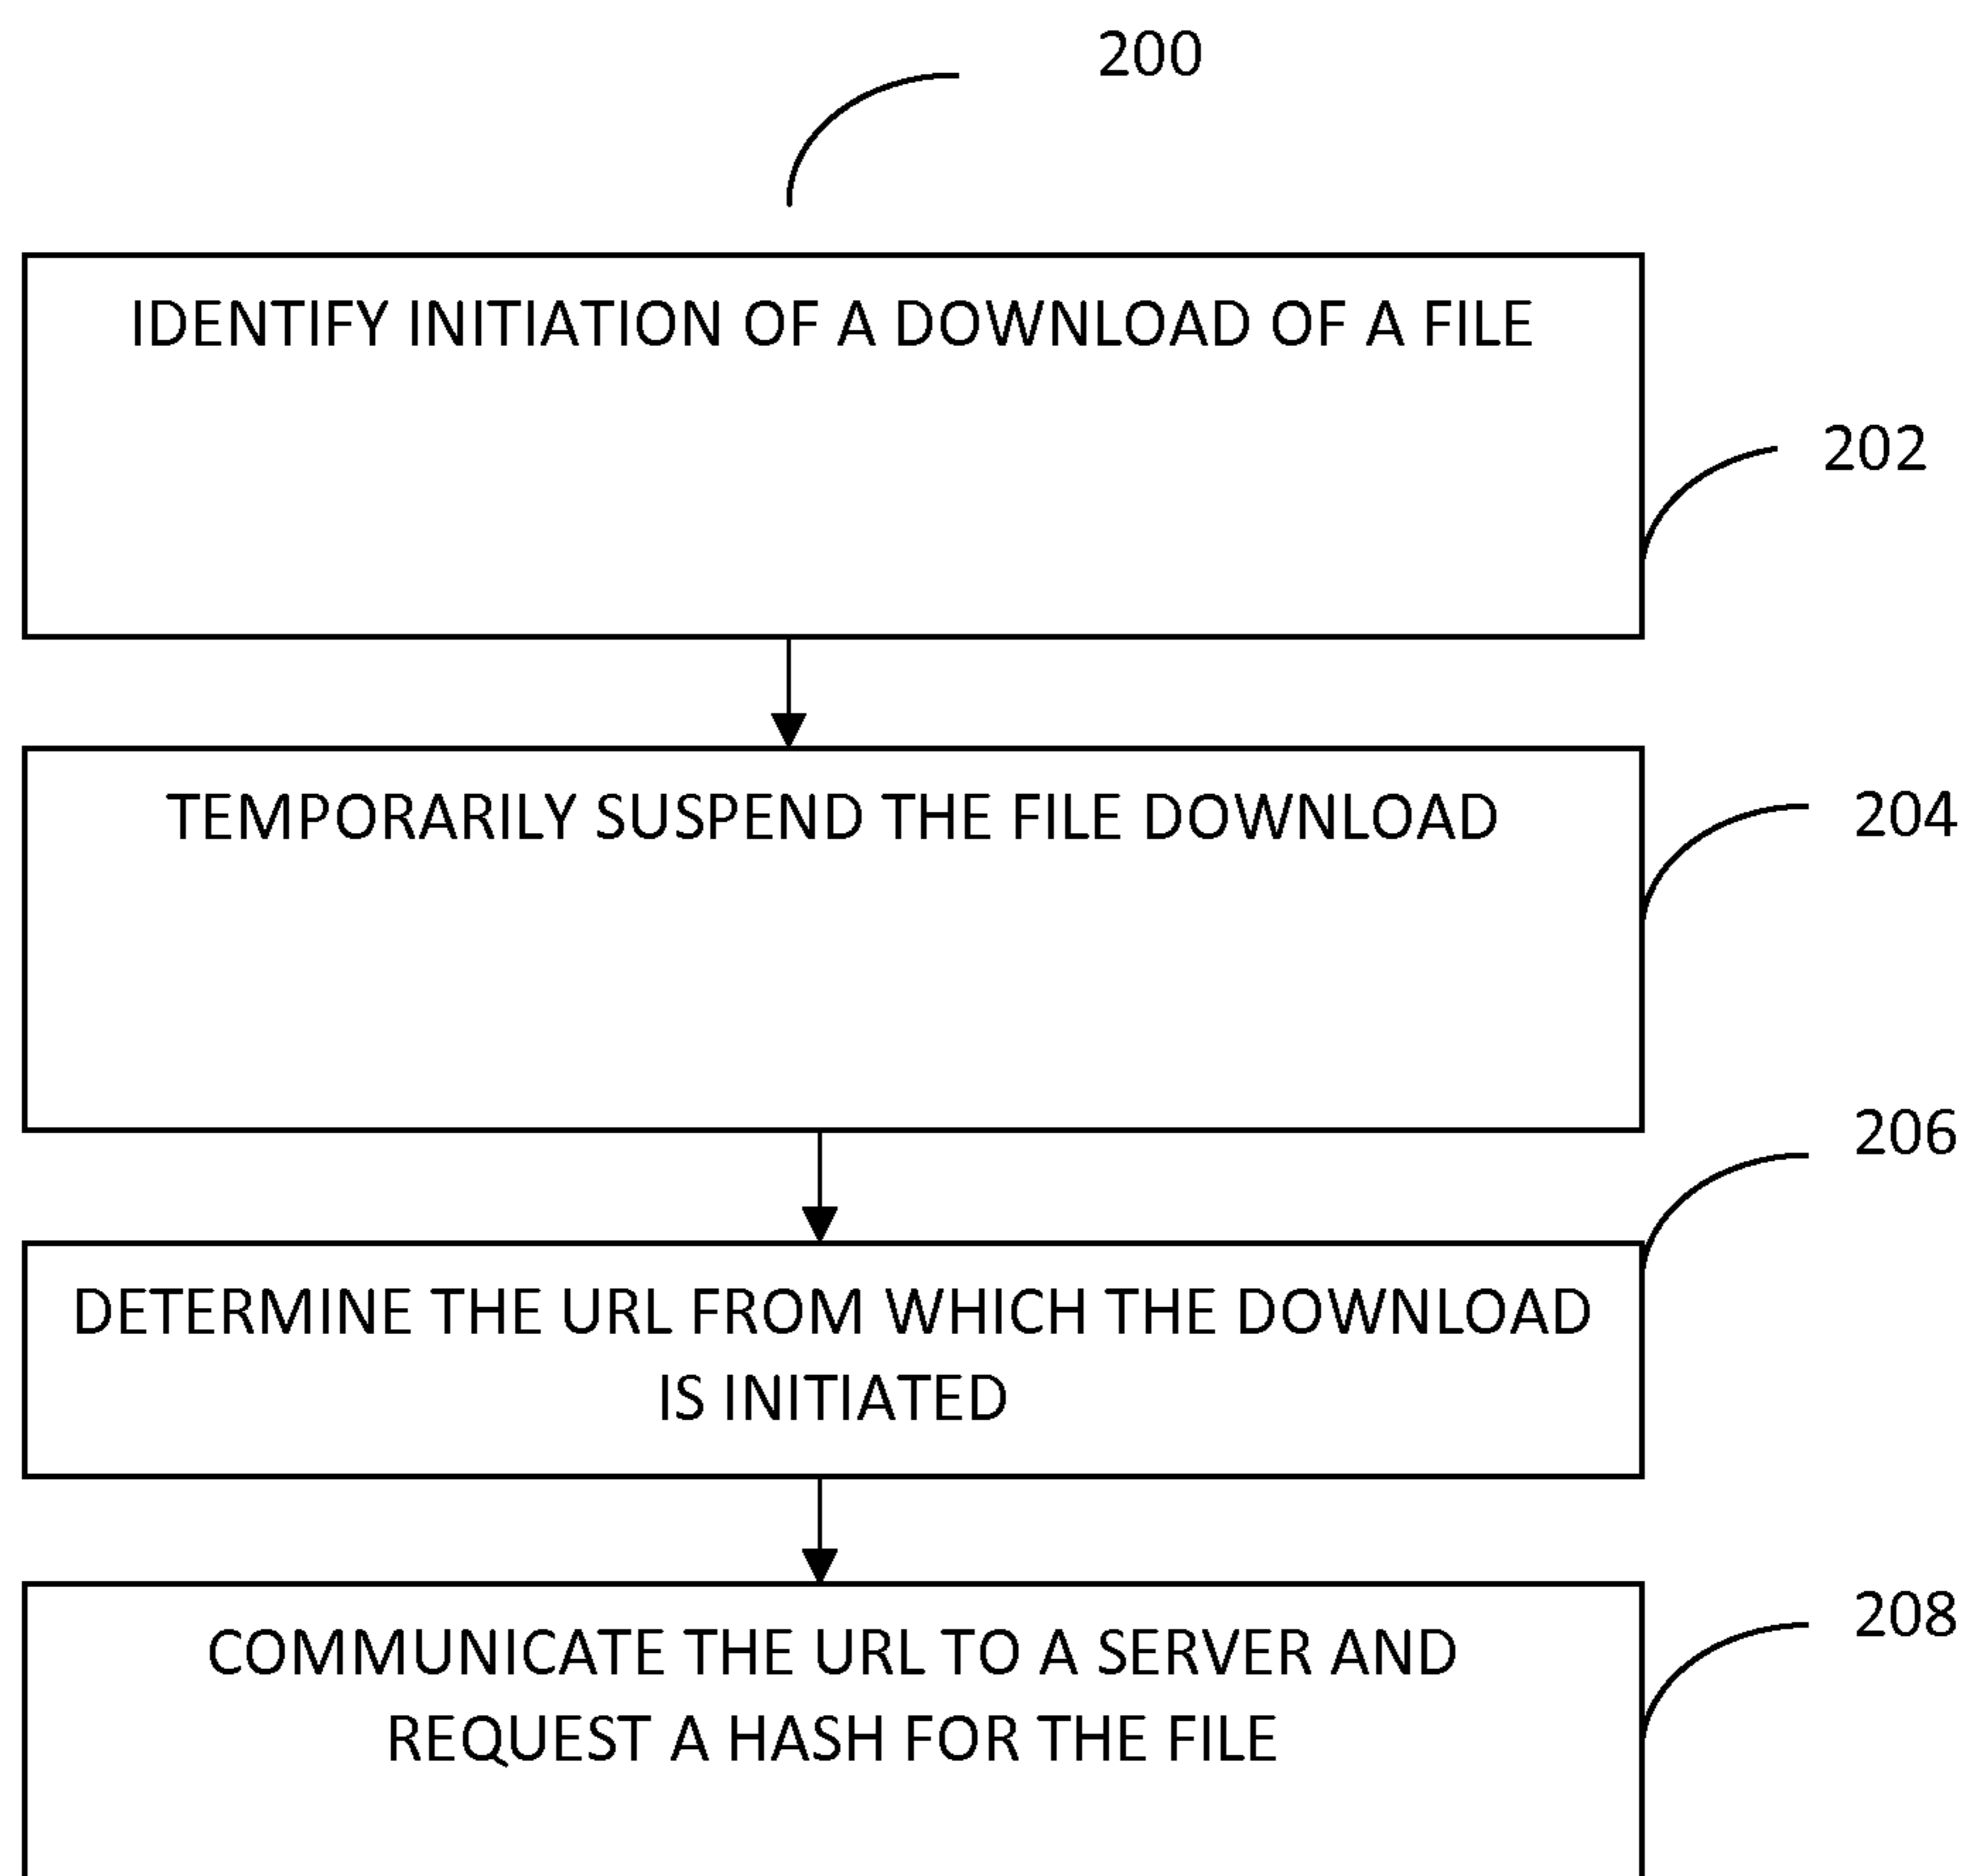 200
IDENTIFY INITIATION OF A DOWNLOAD OF A FILE
202
TEMPORARILY SUSPEND THE FILE DOWNLOAD
204
206
DETERMINE THE URL FROM WHICH THE DOWNLOAD
IS INITIATED
208
COMMUNICATE THE URL TO A SERVER AND
REQUEST A HASH FOR THE FILE